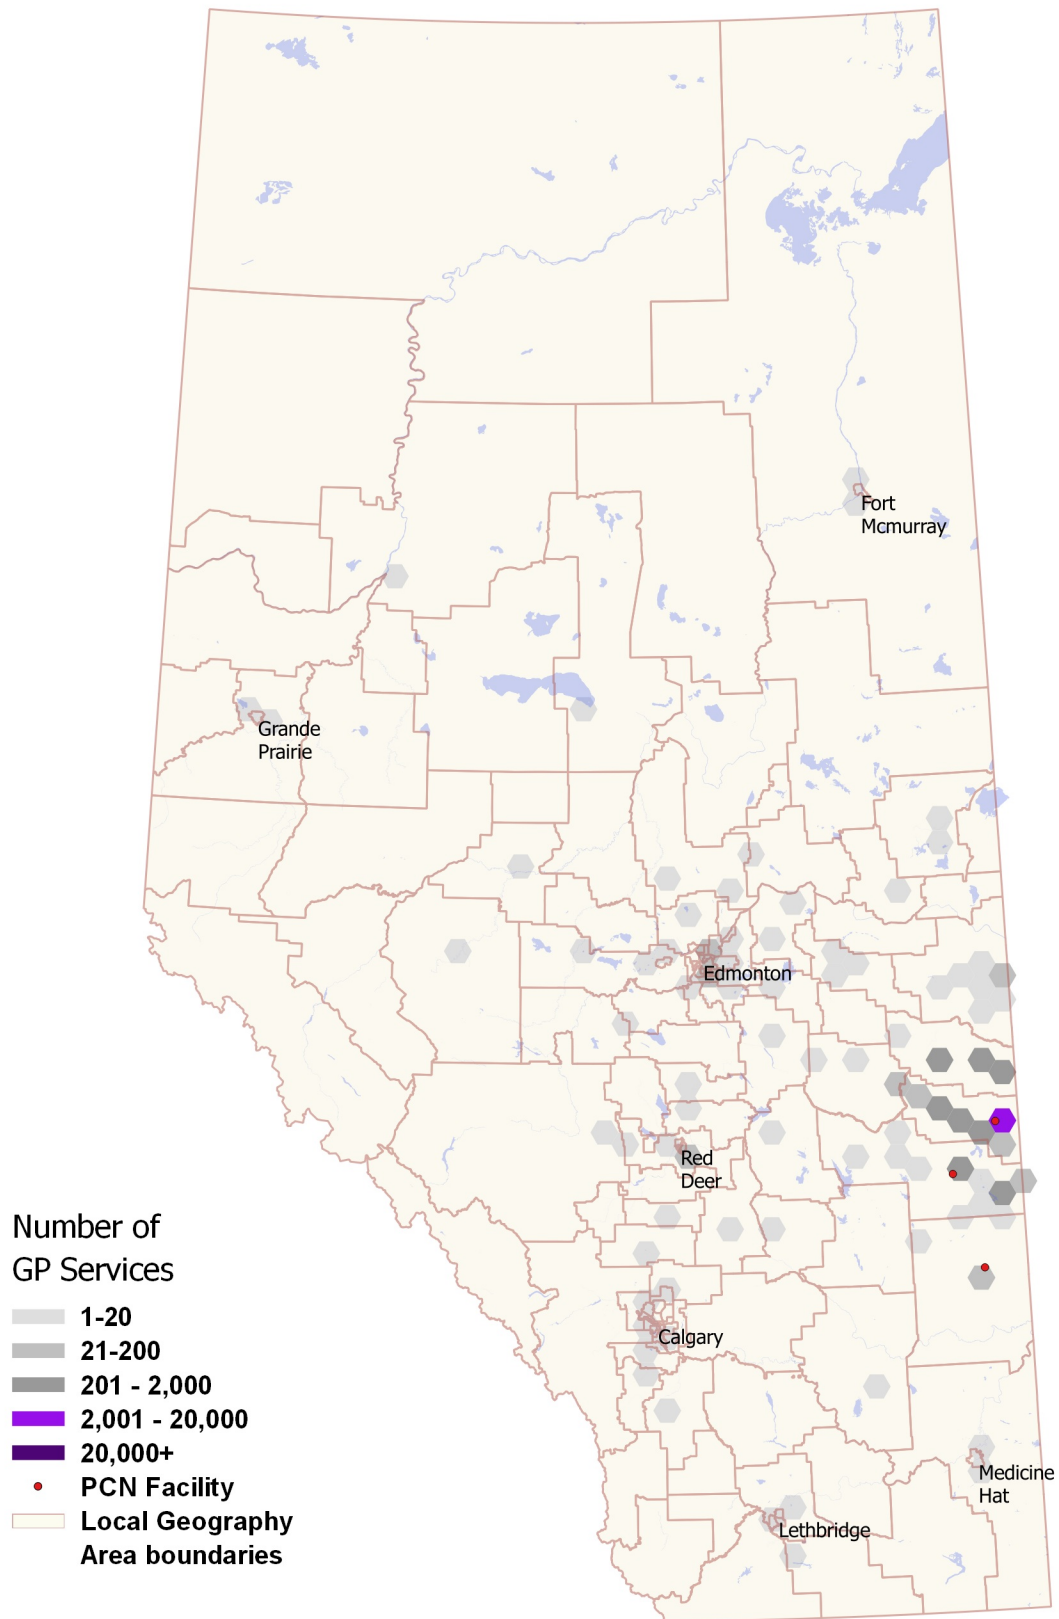 Fort
Mcmurray
Grande
Prairie
Edmonton
Red
Deer
Number of
GP Services
1-20
21-200
201 - 2,000
2,001 - 20,000
20,000+
PCN Facility
Local Geography
Area boundaries
Calgary
Medicine
Hat
Lethbridge